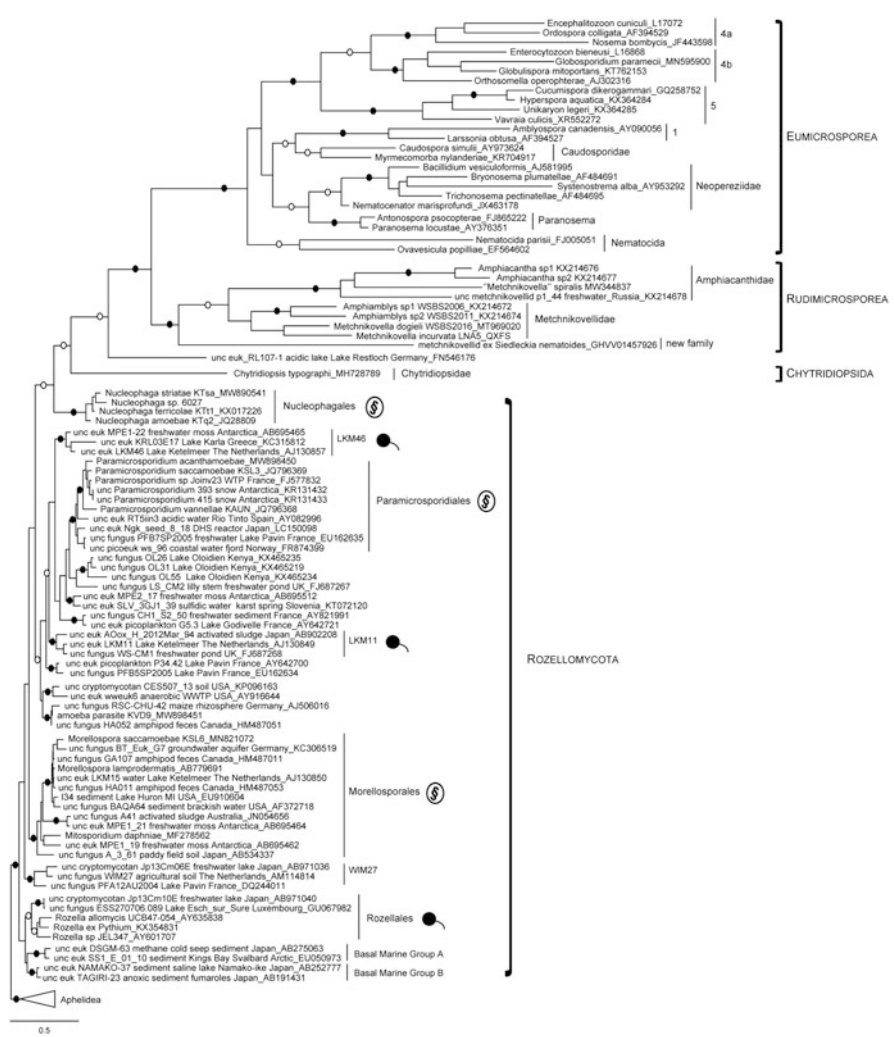 Encephalitozoon cuniculi_L17072
Ordospora colligata_AF394529
Nosema bombycis_JF443598
4a
Enterocytozoon bieneusi_L16868
Globosporidium paramecii_MN595900
Globulispora mitoportans_KT762153
Orthosomella operophterae_AJ302316
4b
Cucumispora dikerogammari_GQ258752
Hyperspora aquatica_KX364284
Unikaryon legeri_KX364285
Vavraia culicis_XR552272
5
Amblyospora canadensis_AY090056
Larssonia obtusa_AF394527
1
Caudospora simulii_AY973624
Myrmecomorba nylanderiae_KR704917
Caudosporidae
Bacillidium vesiculoformis_AJ581995
Bryonosema plumatellae_AF484691
Systenostrema alba_AY953292
Trichonosema pectinatellae_AF484695
Nematocenator marisprofundi_JX463178
Neopereziidae
Antonospora psocopterae_FJ865222
Paranosema locustae_AY376351
Paranosema
Nematocida parisii_FJ005051
Ovavesicula popilliae_EF564602
Nematocida
EUMICROSPOREA
Amphiacantha sp1 KX214676
Amphiacantha sp2 KX214677
"Metchnikovella" spiralis MW344837
unc metchnikovellid p1_44 freshwater_Russia_KX214678
Amphiacanthidae
Amphiamblys sp1 WSBS2006_KX214672
Amphiamblys sp2 WSBS2011_KX214674
Metchnikovella dogieli WSBS2016_MT969020
Metchnikovella incurvata LNA5_QXFS
Metchnikovellidae
metchnikovellid ex Siedleckia nematoides_GHVV01457926
new family
RUDIMICROSPOREA
unc euk_RL107-1 acidic lake Lake Restloch Germany_FN546176
Chytridiopsis typographi_MH728789
Chytridiopsidae
CHYTRIDIOPSIDA
Nucleophaga striatae KTsa_MW890541
Nucleophaga sp. 6027
Nucleophaga terricolae KTt1_KX017226
Nucleophaga amoebae KTq2_JQ28809
Nucleophagales
§
unc euk MPE1-22 freshwater moss Antarctica_AB695465
unc euk KRL03E17 Lake Karla Greece_KC315812
unc euk LKM46 Lake Ketelmeer The Netherlands_AJ130857
LKM46
Paramicrosporidium acanthamoebae_MW898450
Paramicrosporidium saccamoebae KSL3_JQ796369
Paramicrosporidium sp Joinv23_WTP France_FJ577832
unc Paramicrosporidium 393 snow Antarctica_KR131432
unc Paramicrosporidium 415 snow Antarctica_KR131433
Paramicrosporidium vannellae KAUN_JQ796368
unc euk RT5iin3 acidic water Rio Tinto Spain_AY082996
unc euk Ngk_seed_8_18 DHS reactor Japan_LC150098
unc fungus PFB7SP2005 freshwater Lake Pavin France_EU162635
unc picoeuk ws_96 coastal water fjord Norway_FR874399
Paramicrosporidiales
§
unc fungus OL26 Lake Oloidien Kenya_KX465235
unc fungus OL31 Lake Oloidien Kenya_KX465219
unc fungus OL55 Lake Oloidien Kenya_KX465234
unc fungus LS_CM2 lilly stem freshwater pond UK_FJ687267
unc euk MPE2_17 freshwater moss Antarctica_AB695512
unc euk SLV_3GJ1_39 sulfidic water karst spring Slovenia_KT072120
unc fungus CH1_S2_50 freshwater sediment France_AY821991
unc euk picoplankton G5.3 Lake Godivelle France_AY642721
unc euk AOox_H_2012Mar_94 activated sludge Japan_AB902208
unc euk LKM11 Lake Ketelmeer The Netherlands_AJ130849
unc fungus WS-CM1 freshwater pond UK_FJ687268
LKM11
unc euk picoplankton P34.42 Lake Pavin France_AY642700
unc fungus PFB5SP2005 Lake Pavin France_EU162634
unc cryptomycotan CES507_13 soil USA_KP096163
unc euk wweuk6 anaerobic WWTP USA_AY916644
unc fungus RSC-CHU-42 maize rhizosphere Germany_AJ506016
amoeba parasite KVD9_MW898451
unc fungus HA052 amphipod feces Canada_HM487051
Morellospora saccamoebae KSL6_MN821072
unc fungus BT_Euk_G7 groundwater aquifer Germany_KC306519
unc fungus GA107 amphipod feces Canada_HM487011
Morellospora lamprodermatis_AB779691
unc euk LKM15 water Lake Ketelmeer The Netherlands_AJ130850
unc fungus HA011 amphipod feces Canada_HM487053
I34 sediment Lake Huron MI USA_EU910604
unc fungus BAQA64 sediment brackish water USA_AF372718
unc fungus A41 activated sludge Australia_JN054656
unc euk MPE1_21 freshwater moss Antarctica_AB695464
Mitosporidium daphniae_MF278562
unc euk MPE1_19 freshwater moss Antarctica_AB695462
unc fungus A_3_61 paddy field soil Japan_AB534337
Morellosporales
§
unc cryptomycotan Jp13Cm06E freshwater lake Japan_AB971036
unc fungus WIM27 agricultural soil The Netherlands_AM114814
unc fungus PFA12AU2004 Lake Pavin France_DQ244011
WIM27
unc cryptomycotan Jp13Cm10E freshwater lake Japan_AB971040
unc fungus ESS270706.089 Lake Esch_sur_Sure Luxembourg_GU067982
Rozella allomycis UCB47-054_AY635838
Rozella ex Pythium_KX354831
Rozella sp JEL347_AY601707
Rozellales
unc euk DSGM-63 methane cold seep sediment Japan_AB275063
unc euk SS1_E_01_10 sediment Kings Bay Svalbard Arctic_EU050973
Basal Marine Group A
unc euk NAMAKO-37 sediment saline lake Namako-ike Japan_AB252777
unc euk TAGIRI-23 anoxic sediment fumaroles Japan_AB191431
Basal Marine Group B
ROZELLOMYCOTA
Aphelidea
0.5